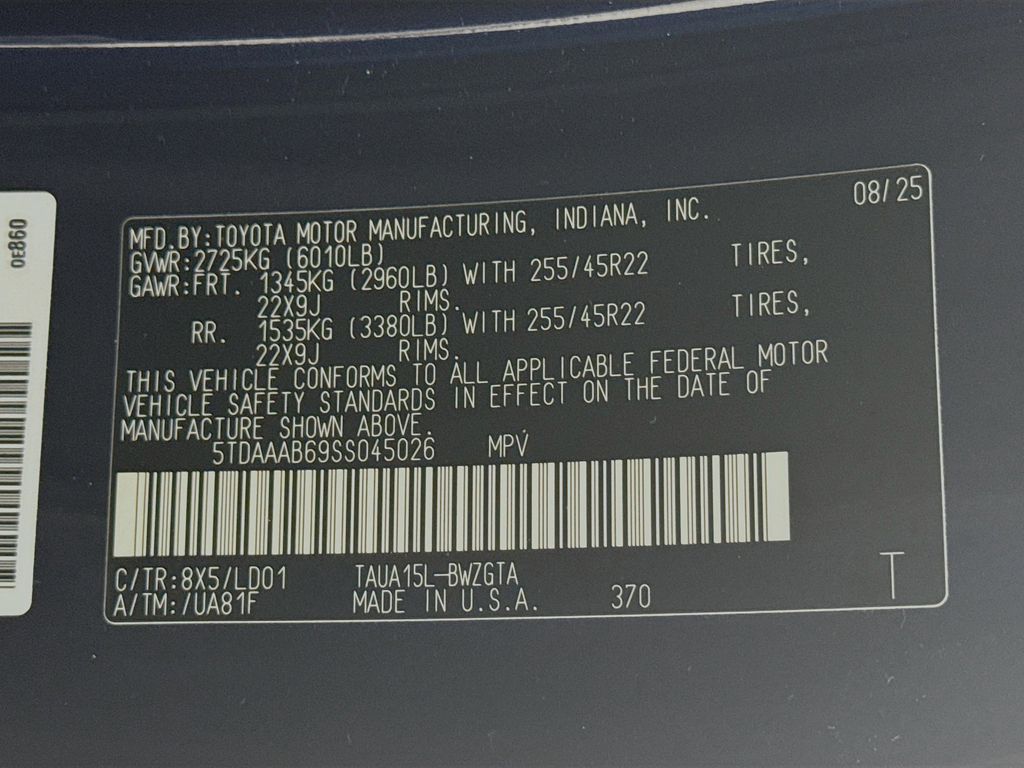 08/25
MFD.BY:TOYOTA MOTOR MANUFACTURING, INDIANA, INC.
GVWR:2725KG (6010LB)
GAWR:FRT. 1345KG (2960LB) WITH 255/45R22 TIRES,
22X9J RIMS.
RR. 1535KG (3380LB) WITH 255/45R22 TIRES,
22X9J RIMS.
THIS VEHICLE CONFORMS TO ALL APPLICABLE FEDERAL MOTOR
VEHICLE SAFETY STANDARDS IN EFFECT ON THE DATE OF
MANUFACTURE SHOWN ABOVE.
5TDAAAB69SS045026 MPV
C/TR:8X5/LD01 TAUA15L-BWZGTA
A/TM:/UA81F MADE IN U.S.A. 370 T
0E860